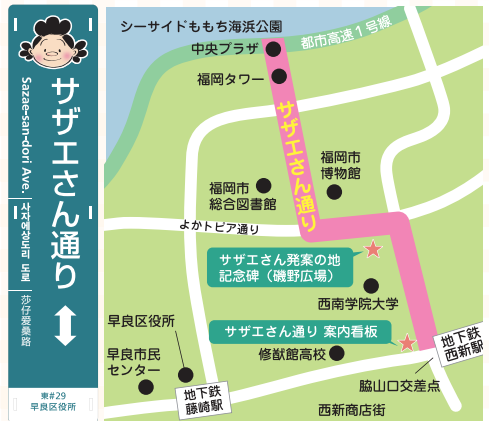 サザエさん通り
Sazae-san-dori Ave.
사자에상도리 도로
莎仔爱桑路
東#29
早良区役所
シーサイドももち海浜公園
中央プラザ
都市高速1号線
福岡タワー
サザエさん通り
福岡市
博物館
福岡市
総合図書館
よかトピア通り
サザエさん発案の地
記念碑（磯野広場）
西南学院大学
サザエさん通り 案内看板
早良区役所
修猷館高校
地下鉄
西新駅
早良市民
センター
脇山口交差点
地下鉄
藤崎駅
西新商店街